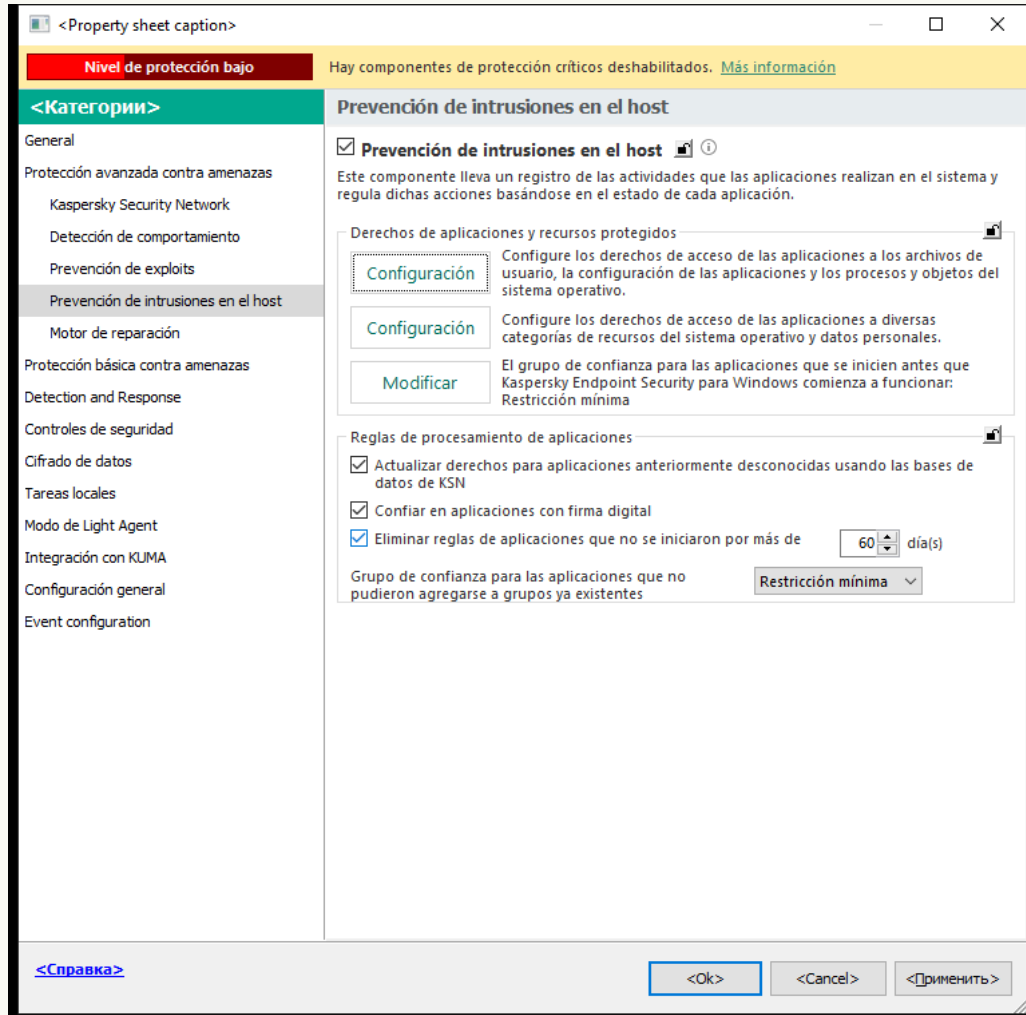 <Property sheet caption>
Nivel de protección bajo
Hay componentes de protección críticos deshabilitados. Más información
<Категории>
General
Protección avanzada contra amenazas
Kaspersky Security Network
Detección de comportamiento
Prevención de exploits
Prevención de intrusiones en el host
Motor de reparación
Protección básica contra amenazas
Detection and Response
Controles de seguridad
Cifrado de datos
Tareas locales
Modo de Light Agent
Integración con KUMA
Configuración general
Event configuration
Prevención de intrusiones en el host
Prevención de intrusiones en el host
Este componente lleva un registro de las actividades que las aplicaciones realizan en el sistema y
regula dichas acciones basándose en el estado de cada aplicación.
Derechos de aplicaciones y recursos protegidos
Configuración
Configure los derechos de acceso de las aplicaciones a los archivos de
usuario, la configuración de las aplicaciones y los procesos y objetos del
sistema operativo.
Configuración
Configure los derechos de acceso de las aplicaciones a diversas
categorías de recursos del sistema operativo y datos personales.
Modificar
El grupo de confianza para las aplicaciones que se inicien antes que
Kaspersky Endpoint Security para Windows comienza a funcionar:
Restricción mínima
Reglas de procesamiento de aplicaciones
Actualizar derechos para aplicaciones anteriormente desconocidas usando las bases de
datos de KSN
Confiar en aplicaciones con firma digital
Eliminar reglas de aplicaciones que no se iniciaron por más de 60 día(s)
Grupo de confianza para las aplicaciones que no
pudieron agregarse a grupos ya existentes
Restricción mínima
<Справка>
<Ok>
<Cancel>
<Применить>